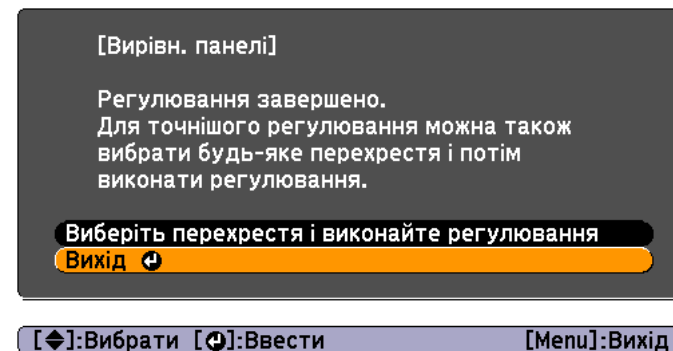 [Вирівн. панелі]
Регулювання завершено.
Для точнішого регулювання можна також
вибрати будь-яке перехрестя і потім
виконати регулювання.
Виберіть перехрестя і виконайте регулювання
Вихід
[◆]:Вибрати [↵]:Ввести [Menu]:Вихід